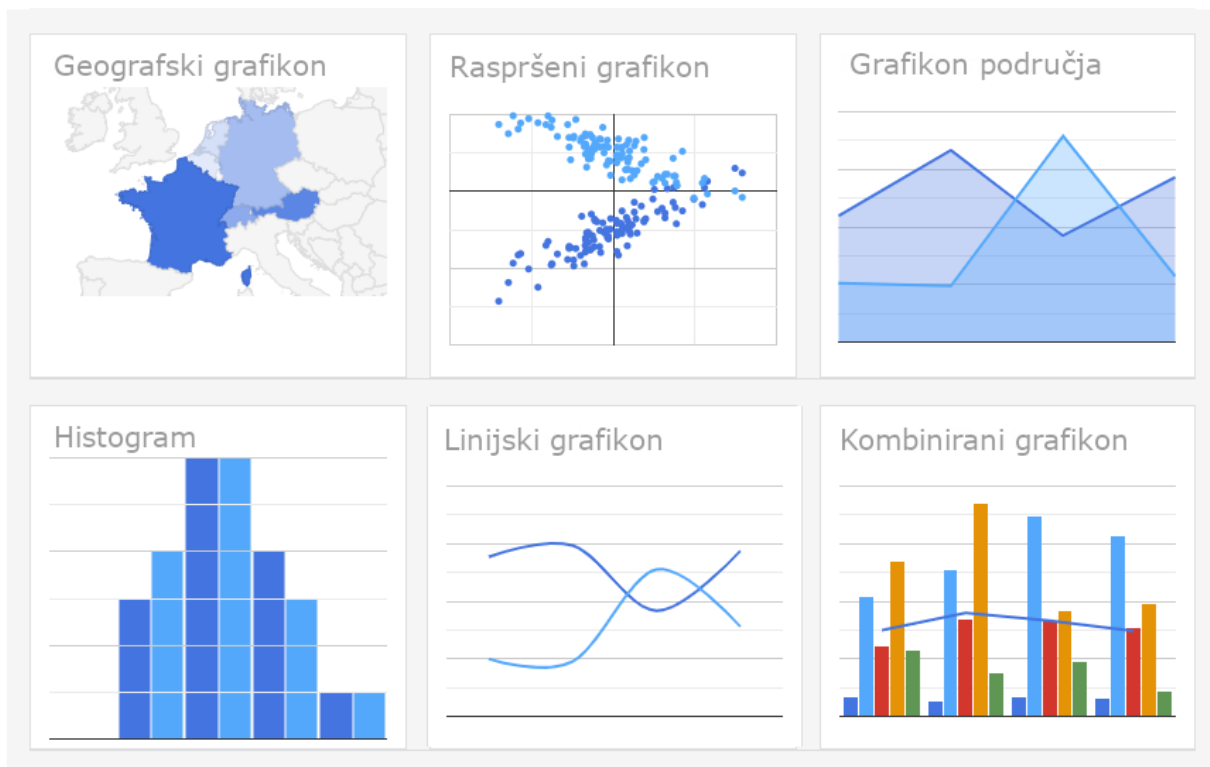 Geografski grafikon
Raspršeni grafikon
Grafikon područja
Histogram
Linijski grafikon
Kombinirani grafikon